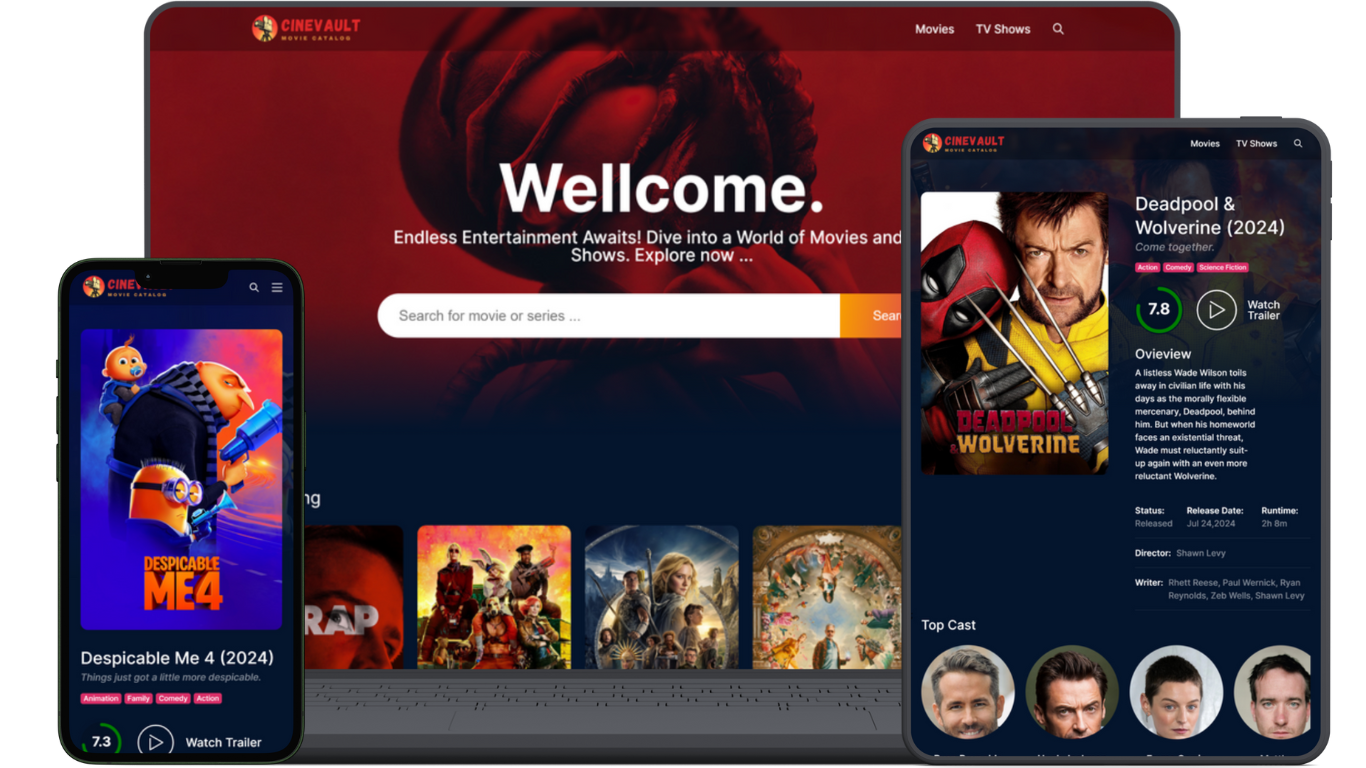 CINEVAULT
MOVIE CATALOG
Movies
TV Shows
Wellcome.
Endless Entertainment Awaits! Dive into a World of Movies and
Shows. Explore now ...
Search for movie or series ...
CINEVAULT
MOVIE CATALOG
Movies
TV Shows
Deadpool &
Wolverine (2024)
Come together.
Action
Comedy
Science Fiction
7.8
Watch
Trailer
Ovieview
A listless Wade Wilson toils
away in civilian life with his
days as the morally flexible
mercenary, Deadpool, behind
him. But when his homeworld
faces an existential threat,
Wade must reluctantly suit-
up again with an even more
reluctant Wolverine.
DEADPOOL
& WOLVERINE
Status:
Released
Release Date:
Jul 24,2024
Runtime:
2h 8m
Director: Shawn Levy
Writer: Rhett Reese, Paul Wernick, Ryan
Reynolds, Zeb Wells, Shawn Levy
Top Cast
MOVIE CATALOG
DESPICABLE
ME 4
Despicable Me 4 (2024)
Things just got a little more despicable.
Animation
Family
Comedy
Action
7.3
Watch Trailer